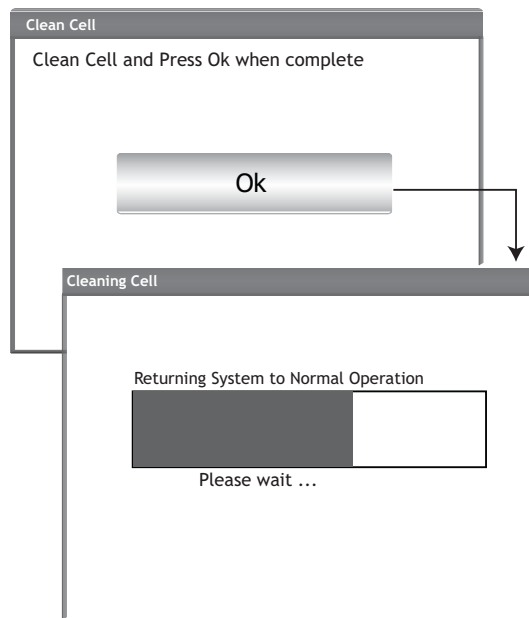 Clean Cell
Clean Cell and Press Ok when complete
Ok
Cleaning Cell
Returning System to Normal Operation
Please wait ...